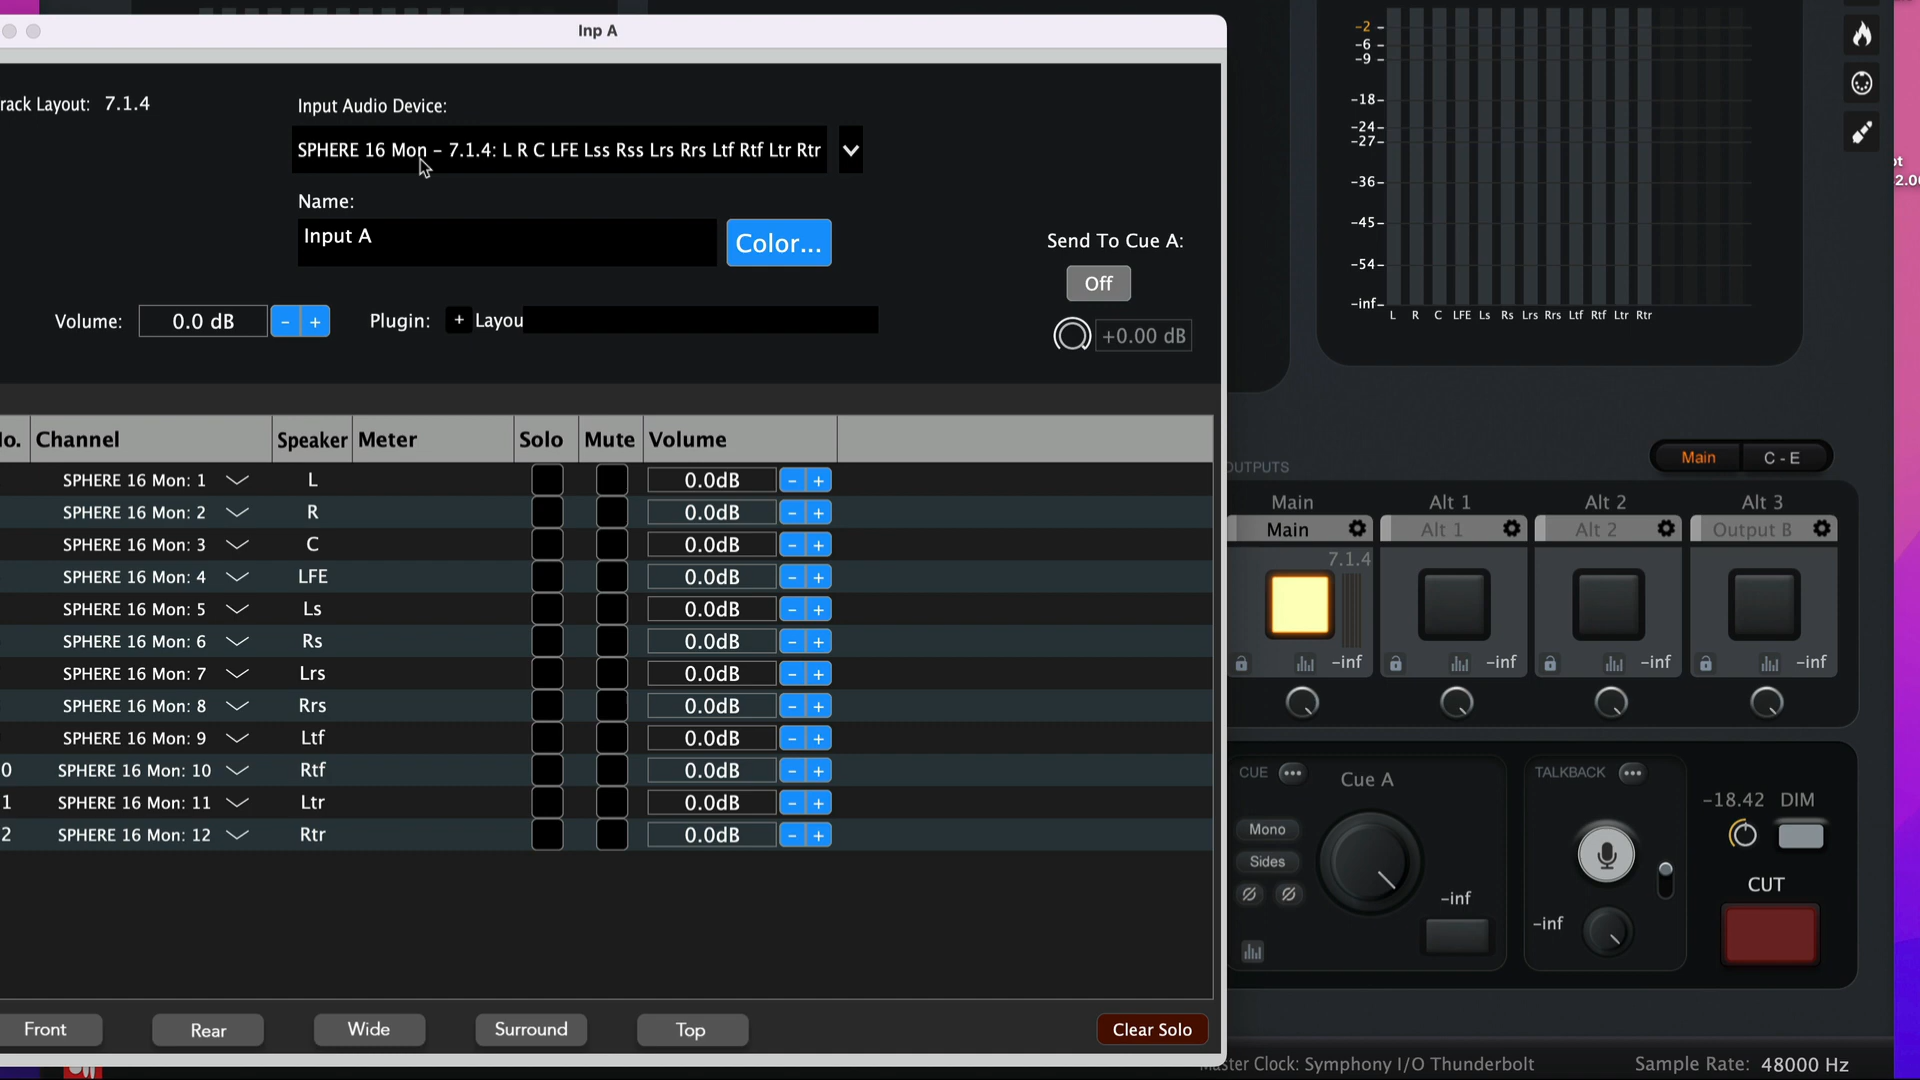 Inp A
rack Layout: 7.1.4
Input Audio Device:
SPHERE 16 Mon – 7.1.4: L R C LFE Lss Rss Lrs Rrs Ltf Rtf Ltr Rtr
Name:
Input A
Color...
Send To Cue A:
Off
+0.00 dB
Volume: 0.0 dB - +
Plugin: + Layou
lo. Channel Speaker Meter Solo Mute Volume
SPHERE 16 Mon: 1 L 0.0dB - +
SPHERE 16 Mon: 2 R 0.0dB - +
SPHERE 16 Mon: 3 C 0.0dB - +
SPHERE 16 Mon: 4 LFE 0.0dB - +
SPHERE 16 Mon: 5 Ls 0.0dB - +
SPHERE 16 Mon: 6 Rs 0.0dB - +
SPHERE 16 Mon: 7 Lrs 0.0dB - +
SPHERE 16 Mon: 8 Rrs 0.0dB - +
SPHERE 16 Mon: 9 Ltf 0.0dB - +
0 SPHERE 16 Mon: 10 Rtf 0.0dB - +
1 SPHERE 16 Mon: 11 Ltr 0.0dB - +
2 SPHERE 16 Mon: 12 Rtr 0.0dB - +
Front Rear Wide Surround Top Clear Solo
-2
-6
-9
-18
-24
-27
-36
-45
-54
-inf
L R C LFE Ls Rs Lrs Rrs Ltf Rtf Ltr Rtr
ot
2.0
Main C - E
OUTPUTS
Main Alt 1 Alt 2 Alt 3
Main Alt 1 Alt 2 Output B
7.1.4
-inf -inf -inf -inf
CUE Cue A
Mono
Sides
-inf
TALKBACK
-inf
-18.42 DIM
CUT
Master Clock: Symphony I/O Thunderbolt
Sample Rate: 48000 Hz